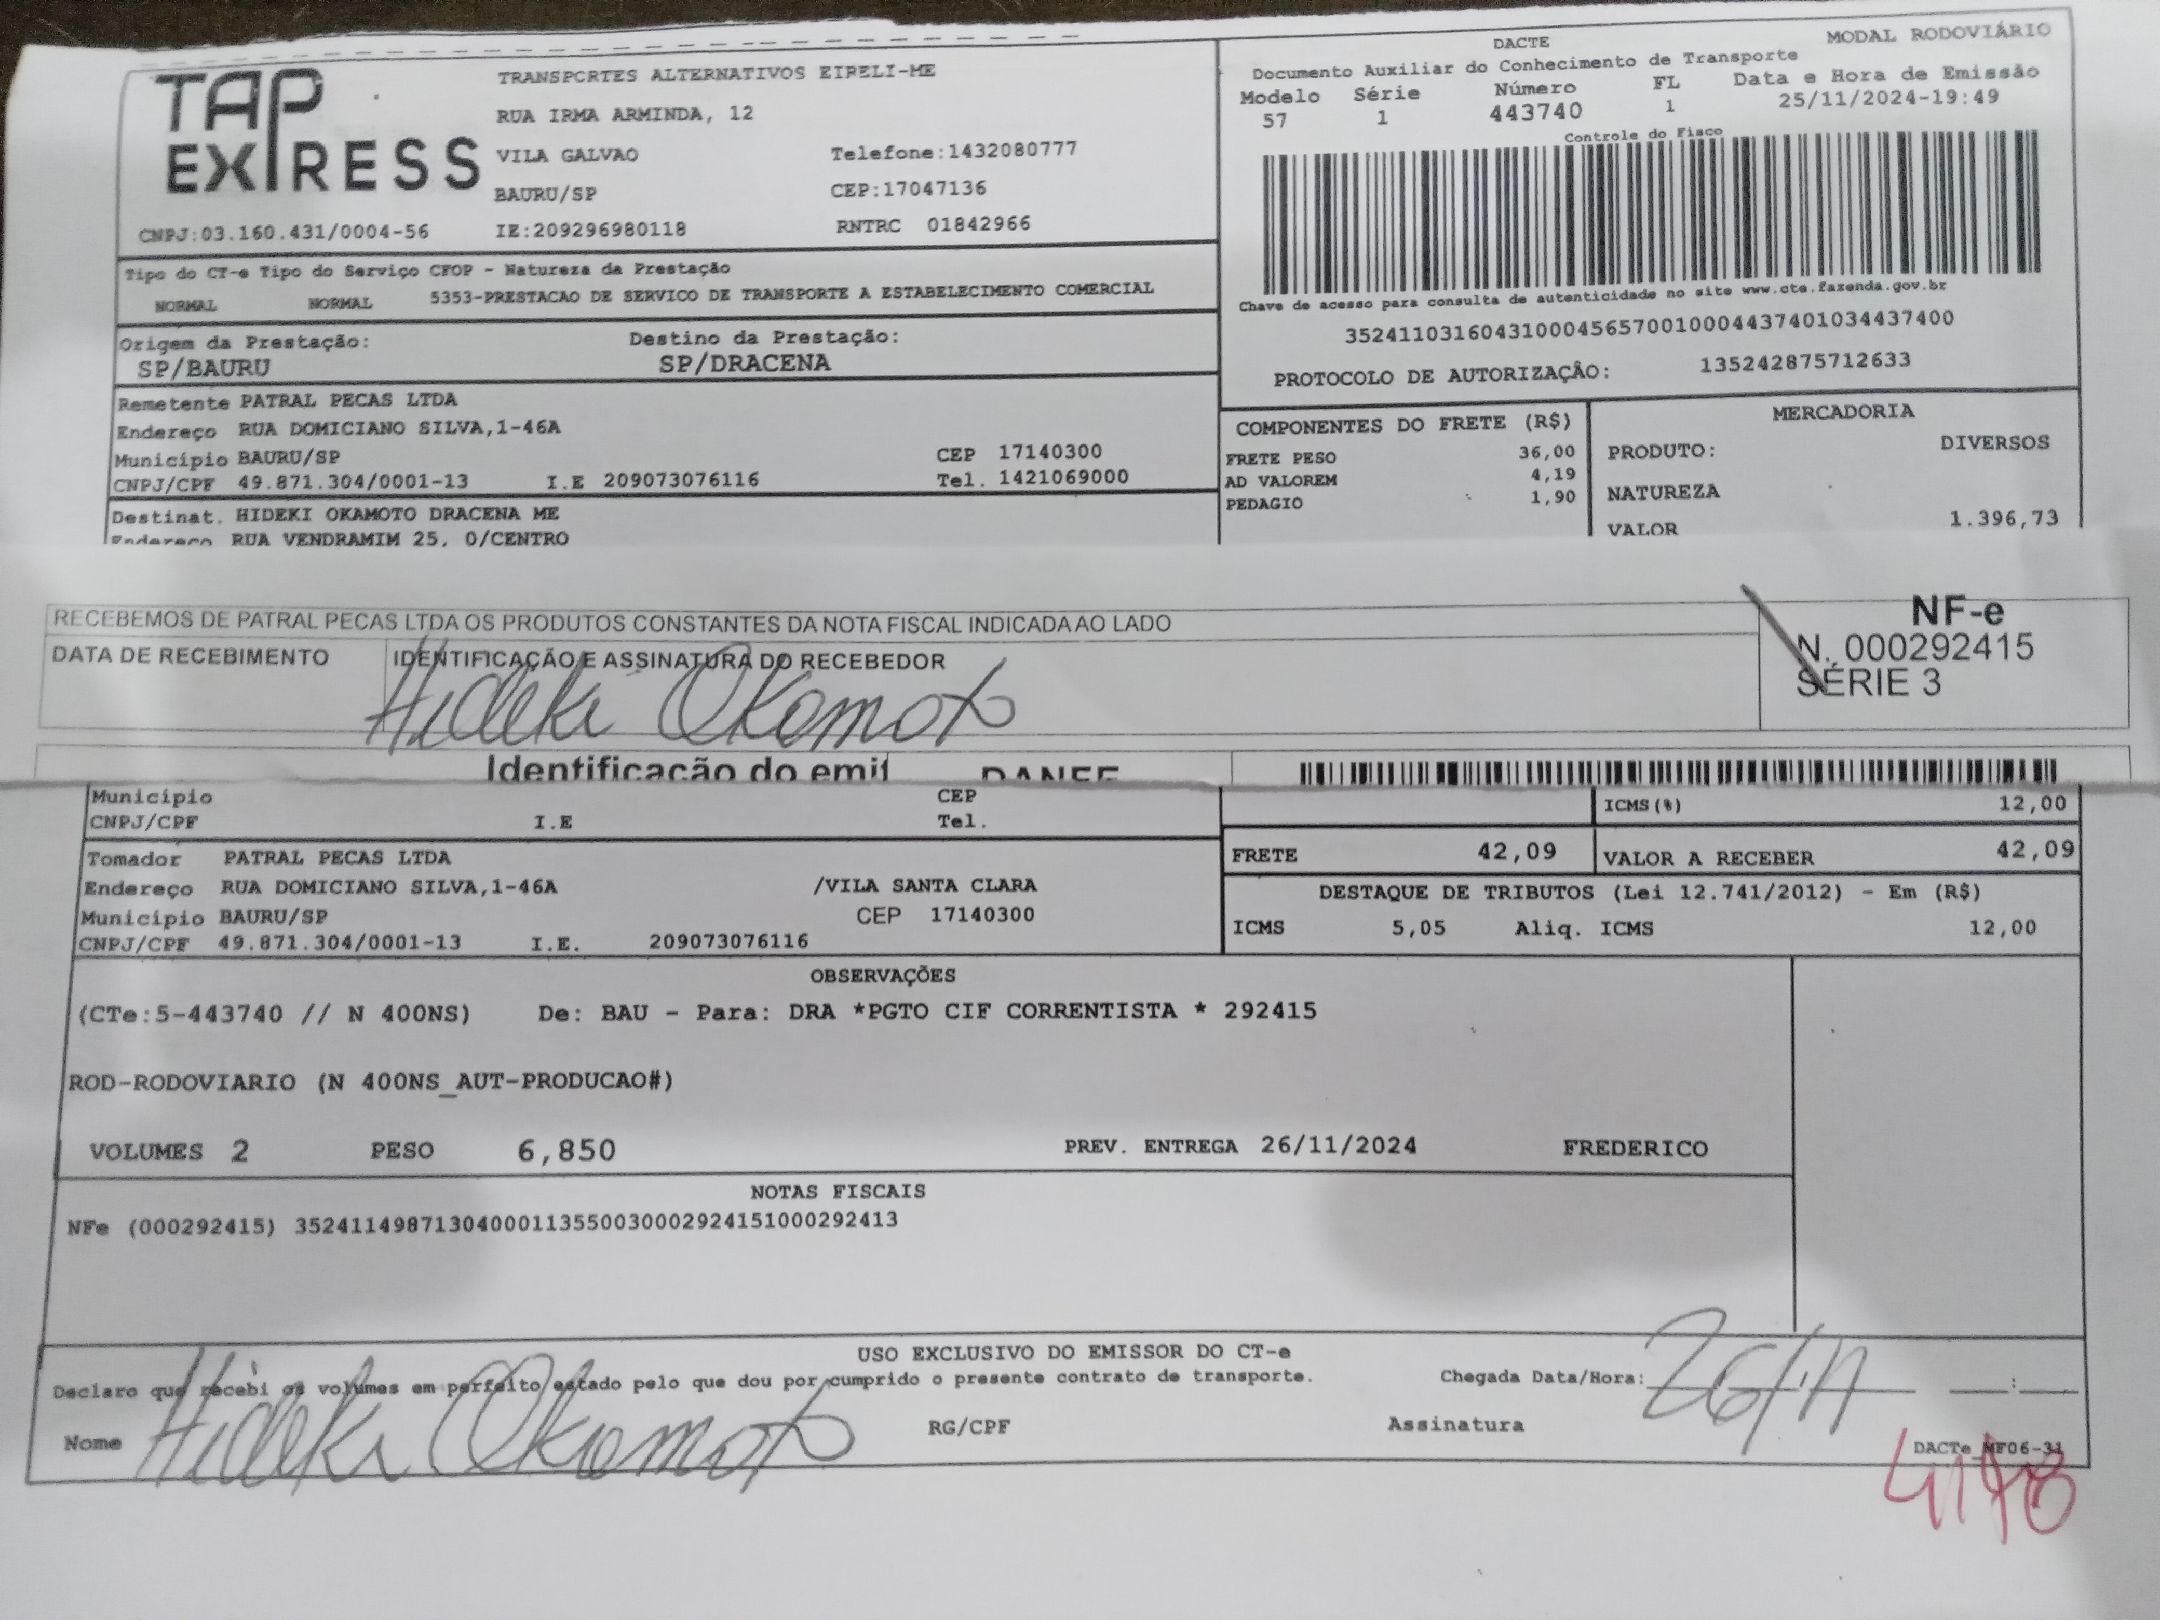 TAP EXPRESS
TRANSPORTES ALTERNATIVOS EIRELI-ME
RUA IRMA ARMINDA, 12
VILA GALVAO Telefone:1432080777
BAURU/SP CEP:17047136
CNPJ:03.160.431/0004-56 IE:209296980118 RNTRC 01842966
DACTE MODAL RODOVIÁRIO
Documento Auxiliar do Conhecimento de Transporte
Modelo Série Número FL Data e Hora de Emissão
57 1 443740 1 25/11/2024-19:49
Controle do Fisco
Chave de acesso para consulta de autenticidade no site www.cte.fazenda.gov.br
35241103160431000456570010004437401034437400
PROTOCOLO DE AUTORIZAÇÂO: 135242875712633
Tipo do CT-e Tipo do Serviço CFOP - Natureza da Prestação
NORMAL NORMAL 5353-PRESTACAO DE SERVICO DE TRANSPORTE A ESTABELECIMENTO COMERCIAL
Origem da Prestação: Destino da Prestação:
SP/BAURU SP/DRACENA
Remetente PATRAL PECAS LTDA
Endereço RUA DOMICIANO SILVA,1-46A
Município BAURU/SP CEP 17140300
CNPJ/CPF 49.871.304/0001-13 I.E 209073076116 Tel. 1421069000
Destinat. HIDEKI OKAMOTO DRACENA ME
Endereço RUA VENDRAMIM 25, 0/CENTRO
COMPONENTES DO FRETE (R$)
FRETE PESO 36,00
AD VALOREM 4,19
PEDAGIO 1,90
MERCADORIA
PRODUTO: DIVERSOS
NATUREZA
VALOR 1.396,73
RECEBEMOS DE PATRAL PECAS LTDA OS PRODUTOS CONSTANTES DA NOTA FISCAL INDICADA AO LADO
DATA DE RECEBIMENTO IDENTIFICAÇÃO E ASSINATURA DO RECEBEDOR
Hideki Okamoto
NF-e
N. 000292415
SÉRIE 3
Identificação do emit DANFE
Município CEP
CNPJ/CPF I.E Tel.
ICMS(%) 12,00
Tomador PATRAL PECAS LTDA
Endereço RUA DOMICIANO SILVA,1-46A /VILA SANTA CLARA
Município BAURU/SP CEP 17140300
CNPJ/CPF 49.871.304/0001-13 I.E. 209073076116
FRETE 42,09 VALOR A RECEBER 42,09
DESTAQUE DE TRIBUTOS (Lei 12.741/2012) - Em (R$)
ICMS 5,05 Aliq. ICMS 12,00
OBSERVAÇÕES
(CTe:5-443740 // N 400NS) De: BAU - Para: DRA *PGTO CIF CORRENTISTA * 292415
ROD-RODOVIARIO (N 400NS_AUT-PRODUCAO#)
VOLUMES 2 PESO 6,850 PREV. ENTREGA 26/11/2024 FREDERICO
NOTAS FISCAIS
NFe (000292415) 35241149871304000113550030002924151000292413
USO EXCLUSIVO DO EMISSOR DO CT-e
Declaro que recebi os volumes em perfeito estado pelo que dou por cumprido o presente contrato de transporte. Chegada Data/Hora: 26/11 :
Nome Hideki Okamoto RG/CPF Assinatura
DACTe MF06-31